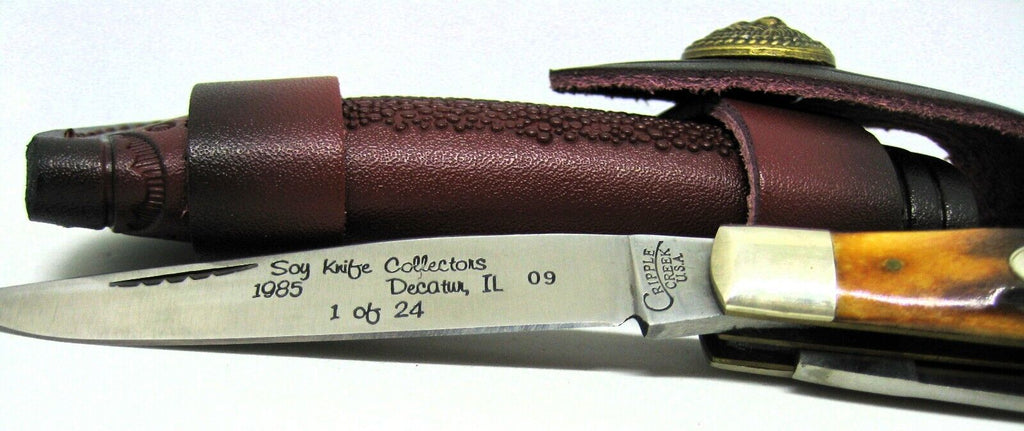 Soy Knife Collectors
1985 Decatur, IL 09
1 of 24
CRIPPLE
CREEK
U.S.A.